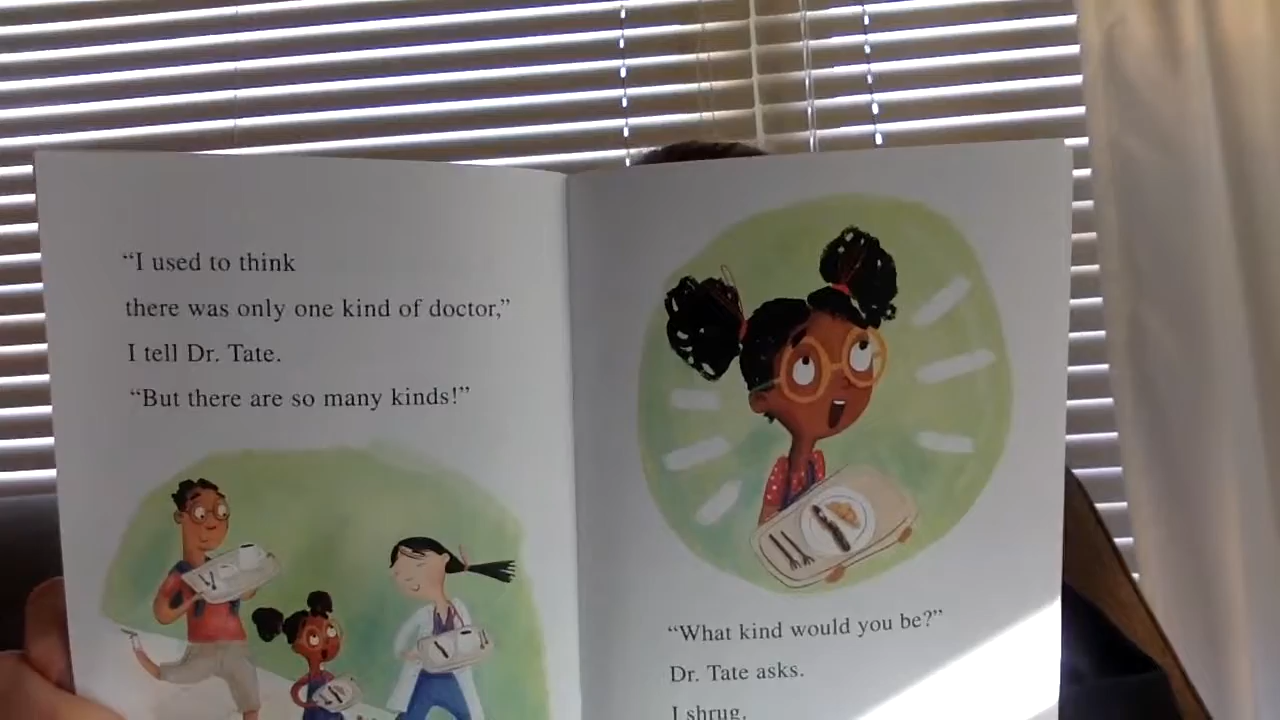 “I used to think
there was only one kind of doctor,”
I tell Dr. Tate.
“But there are so many kinds!”
“What kind would you be?”
Dr. Tate asks.
I shrug.